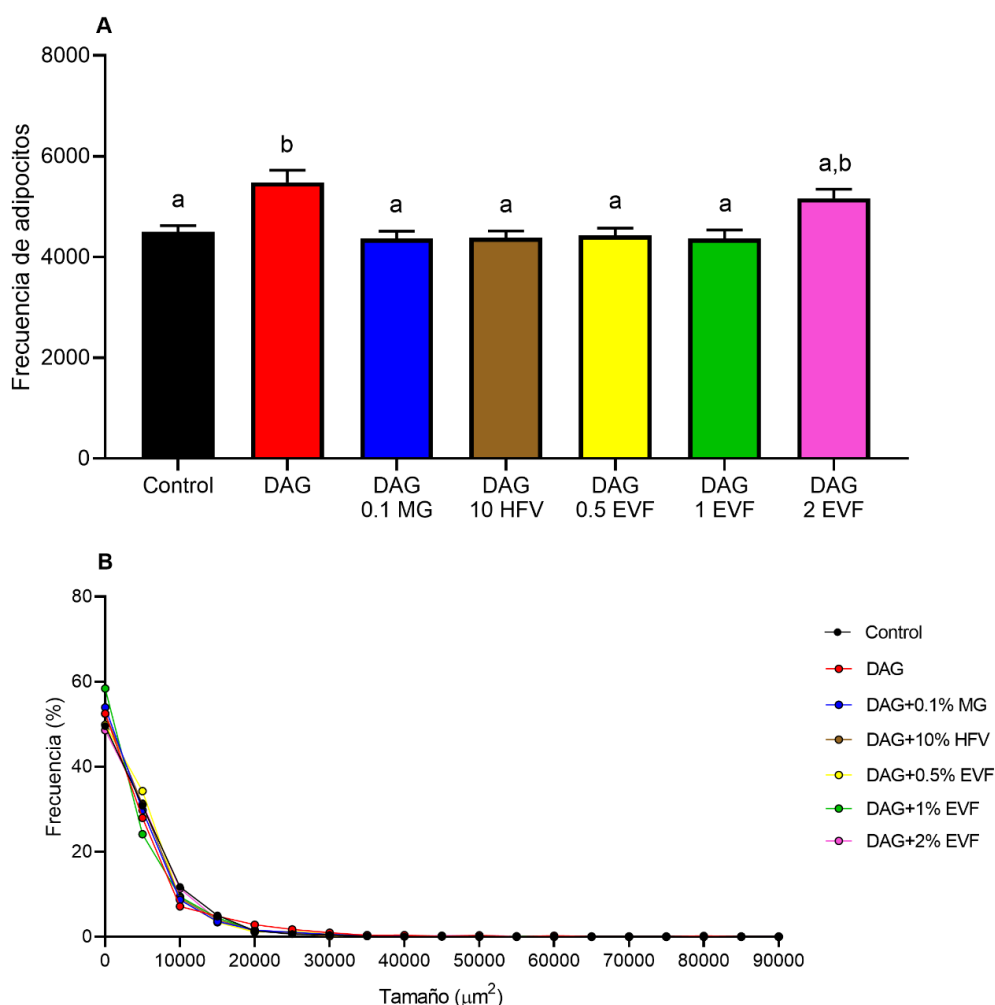 A
Frecuencia de adipocitos
8000
6000
4000
2000
0
a
b
a
a
a
a
a,b
Control
DAG
DAG
0.1 MG
DAG
10 HFV
DAG
0.5 EVF
DAG
1 EVF
DAG
2 EVF
B
Frecuencia (%)
80
60
40
20
0
0 10000 20000 30000 40000 50000 60000 70000 80000 90000
Tamaño (μm²)
Control
DAG
DAG+0.1% MG
DAG+10% HFV
DAG+0.5% EVF
DAG+1% EVF
DAG+2% EVF